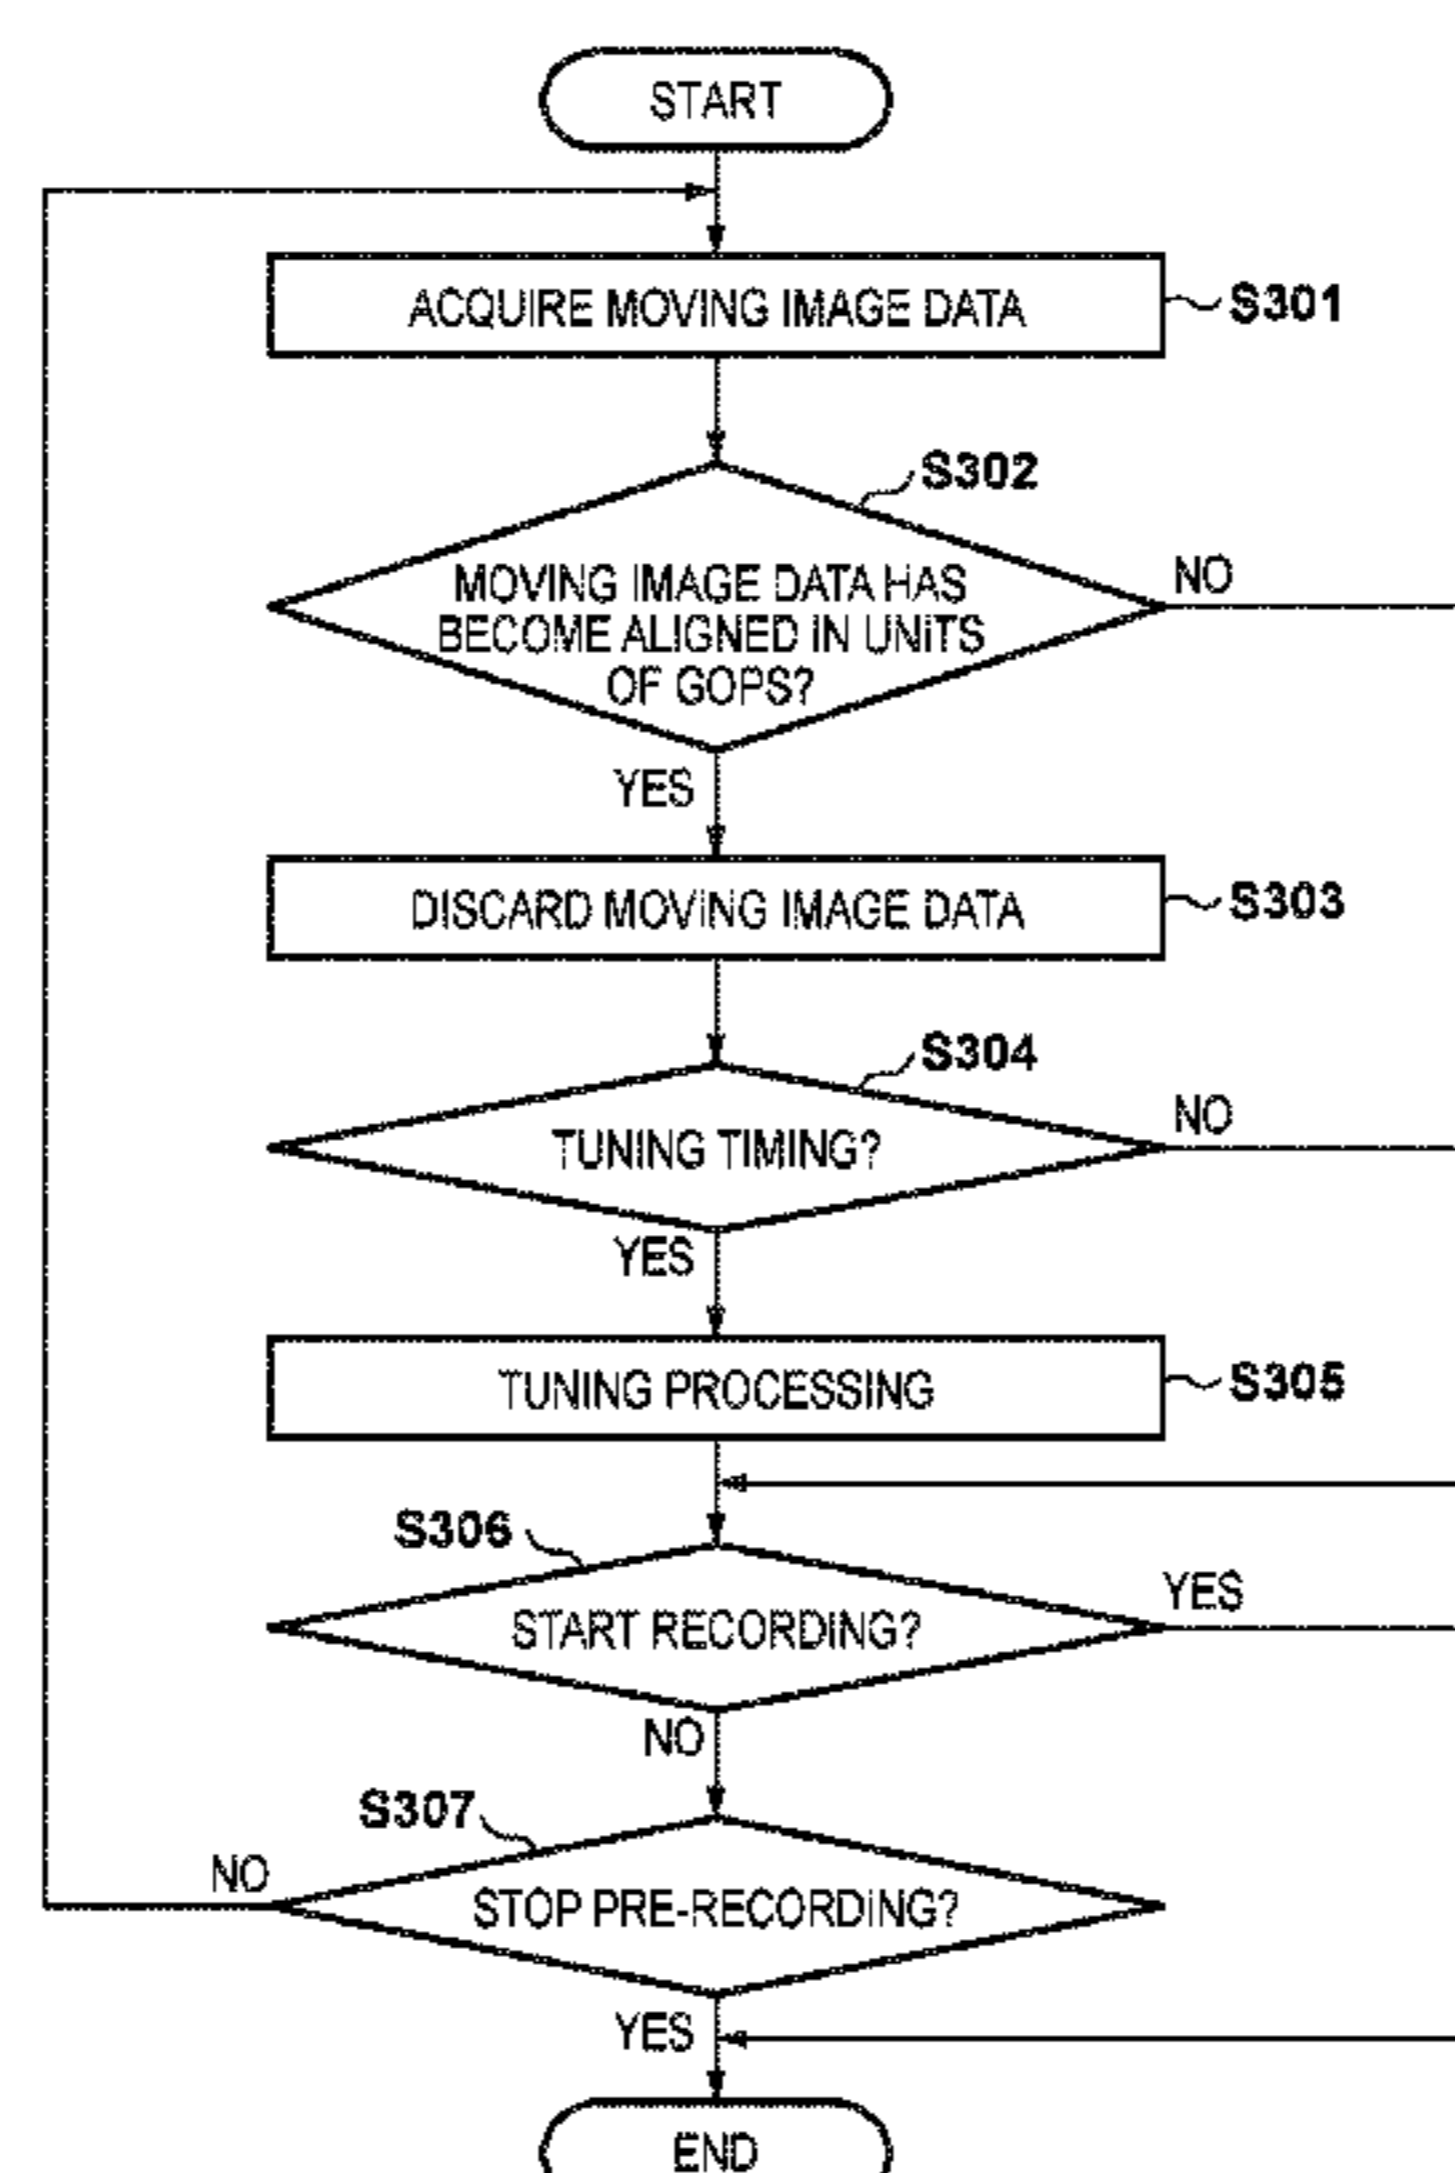 START
ACQUIRE MOVING IMAGE DATA
S301
S302
MOVING IMAGE DATA HAS
BECOME ALIGNED IN UNITS
OF GOPS?
NO
YES
DISCARD MOVING IMAGE DATA
S303
S304
TUNING TIMING?
NO
YES
TUNING PROCESSING
S305
S306
START RECORDING?
YES
NO
S307
STOP PRE-RECORDING?
NO
YES
END